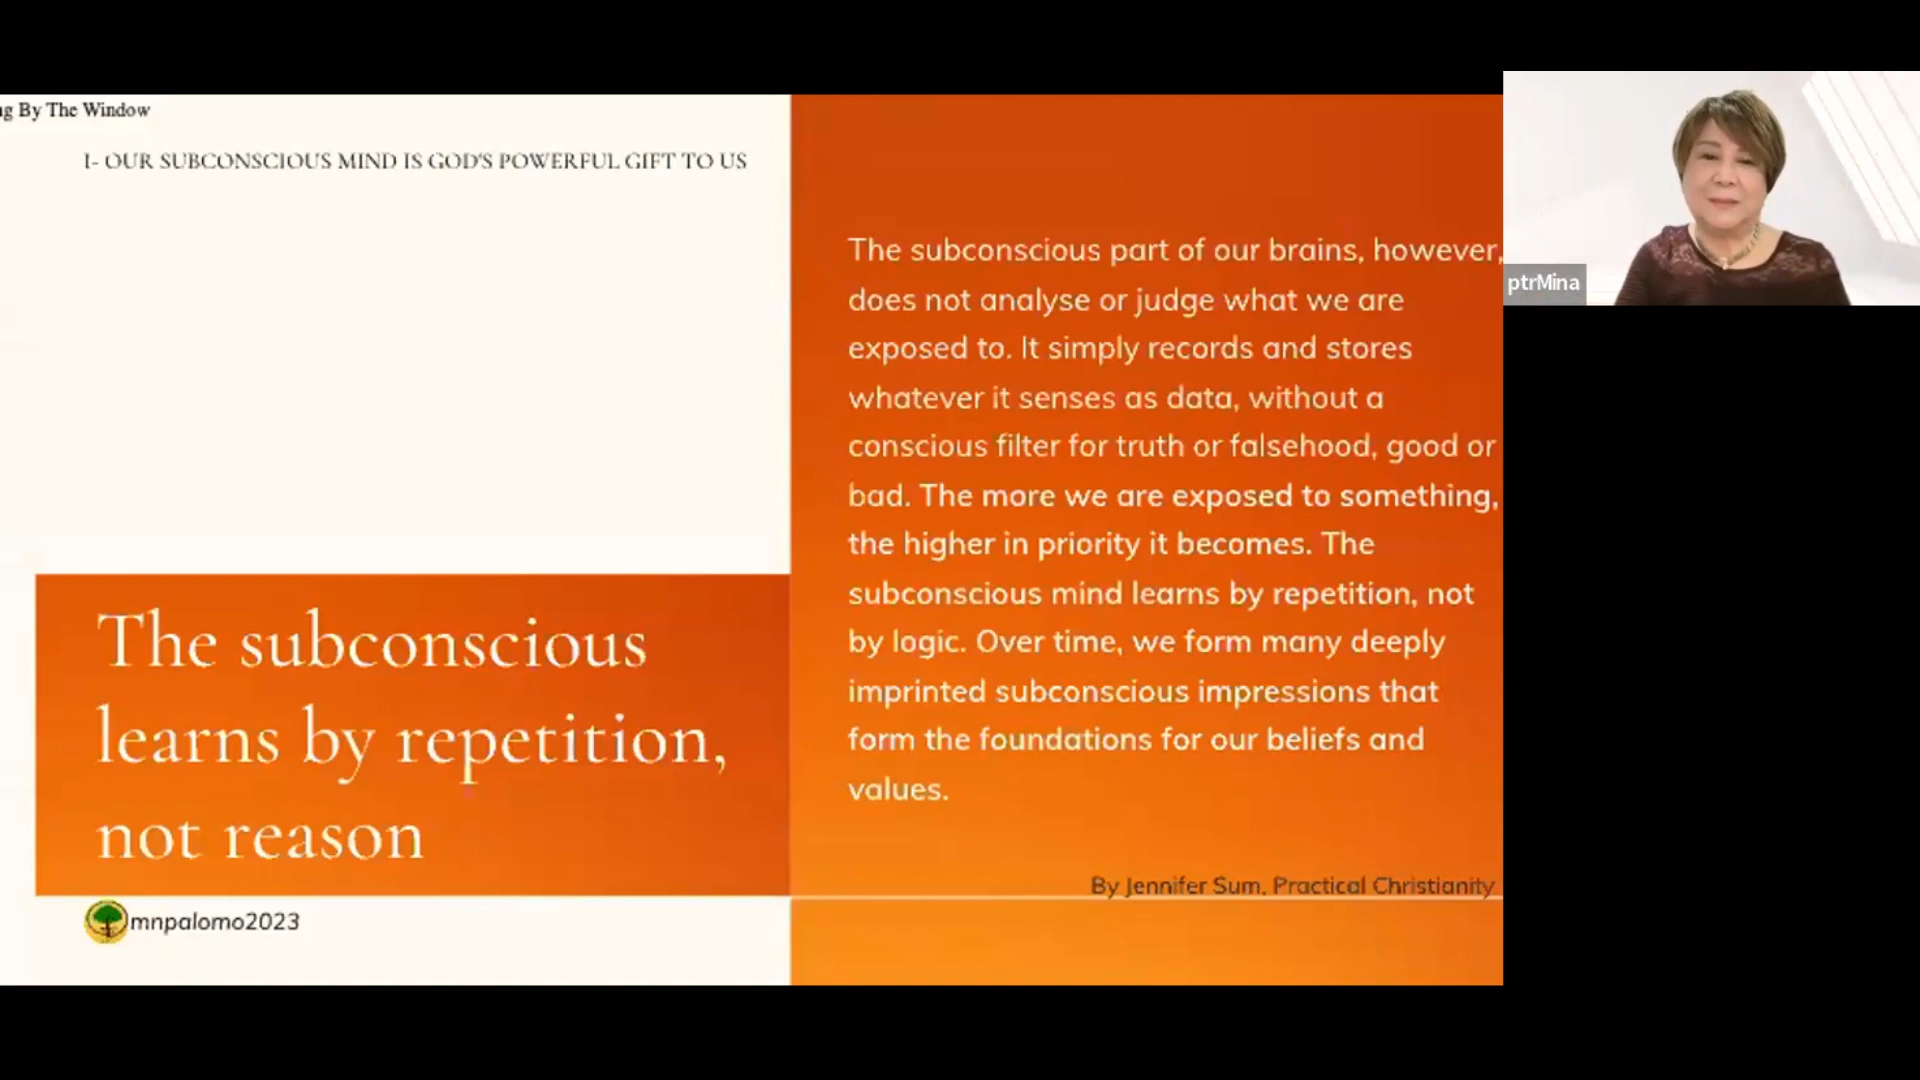 By The Window
I- OUR SUBCONSCIOUS MIND IS GOD'S POWERFUL GIFT TO US
The subconscious
learns by repetition,
not reason
mnpalomo2023
The subconscious part of our brains, however,
does not analyse or judge what we are
exposed to. It simply records and stores
whatever it senses as data, without a
conscious filter for truth or falsehood, good or
bad. The more we are exposed to something,
the higher in priority it becomes. The
subconscious mind learns by repetition, not
by logic. Over time, we form many deeply
imprinted subconscious impressions that
form the foundations for our beliefs and
values.
By Jennifer Sum, Practical Christianity
ptrMina